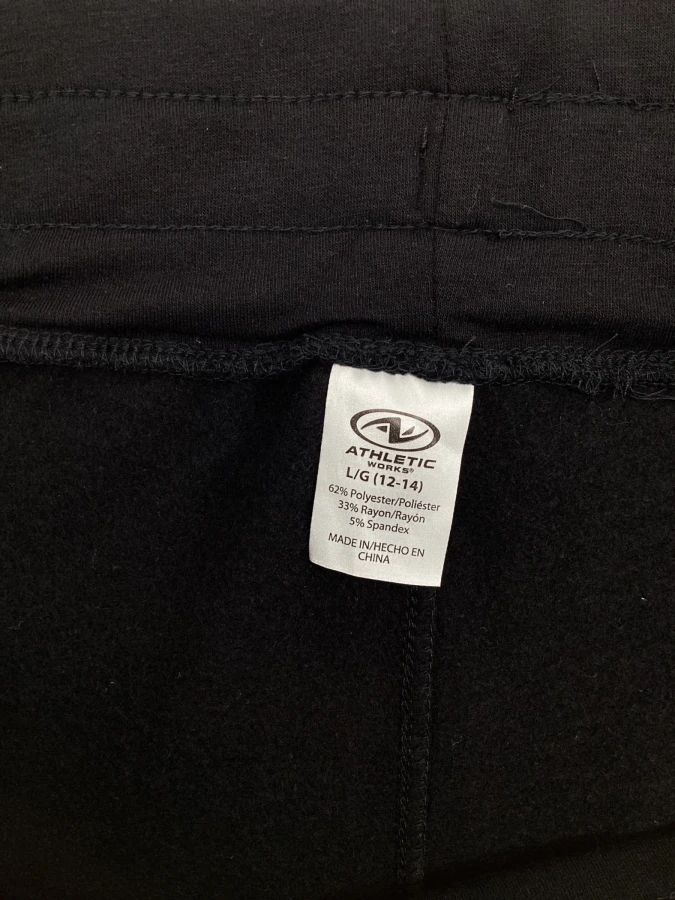 ATHLETIC
WORKS®
L/G (12-14)
62% Polyester/Poliéster
33% Rayon/Rayón
5% Spandex
MADE IN/HECHO EN
CHINA